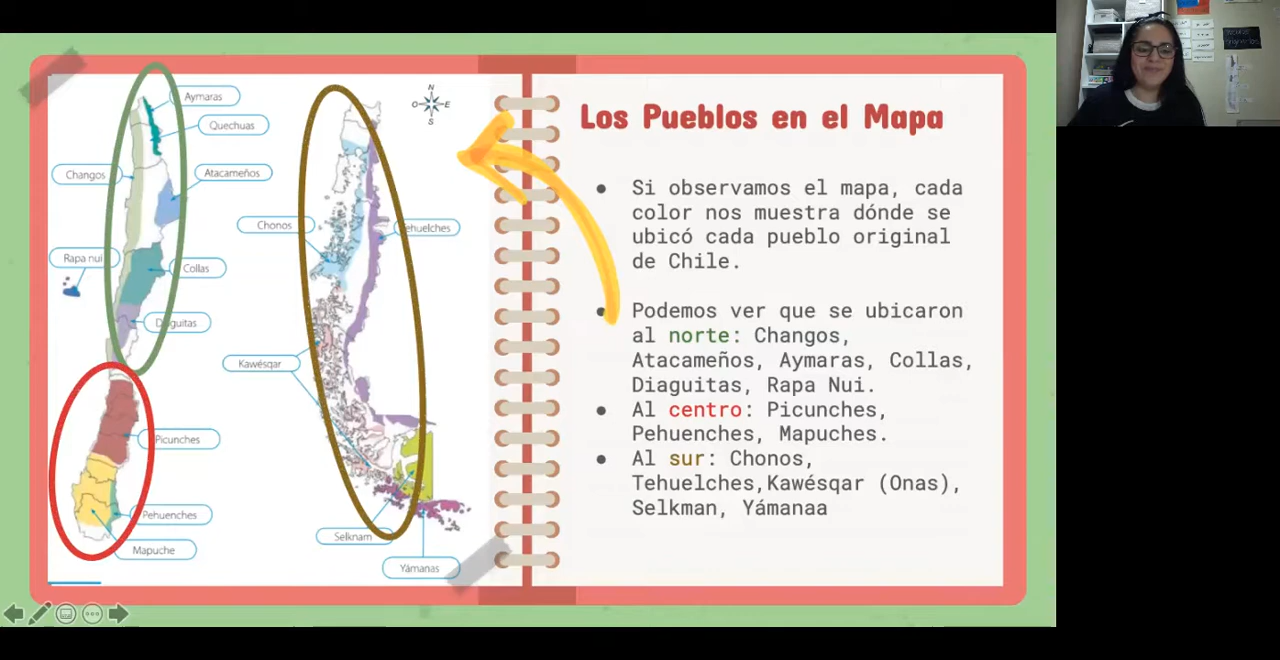 Aymaras
Quechuas
Changos
Atacameños
Rapa nui
Collas
Diaguitas
Picunches
Pehuenches
Mapuche
N
O E
S
Chonos
Tehuelches
Kawésqar
Selknam
Yámanas
Los Pueblos en el Mapa
● Si observamos el mapa, cada
color nos muestra dónde se
ubicó cada pueblo original
de Chile.
● Podemos ver que se ubicaron
al norte: Changos,
Atacameños, Aymaras, Collas,
Diaguitas, Rapa Nui.
● Al centro: Picunches,
Pehuenches, Mapuches.
● Al sur: Chonos,
Tehuelches,Kawésqar (Onas),
Selkman, Yámanaa